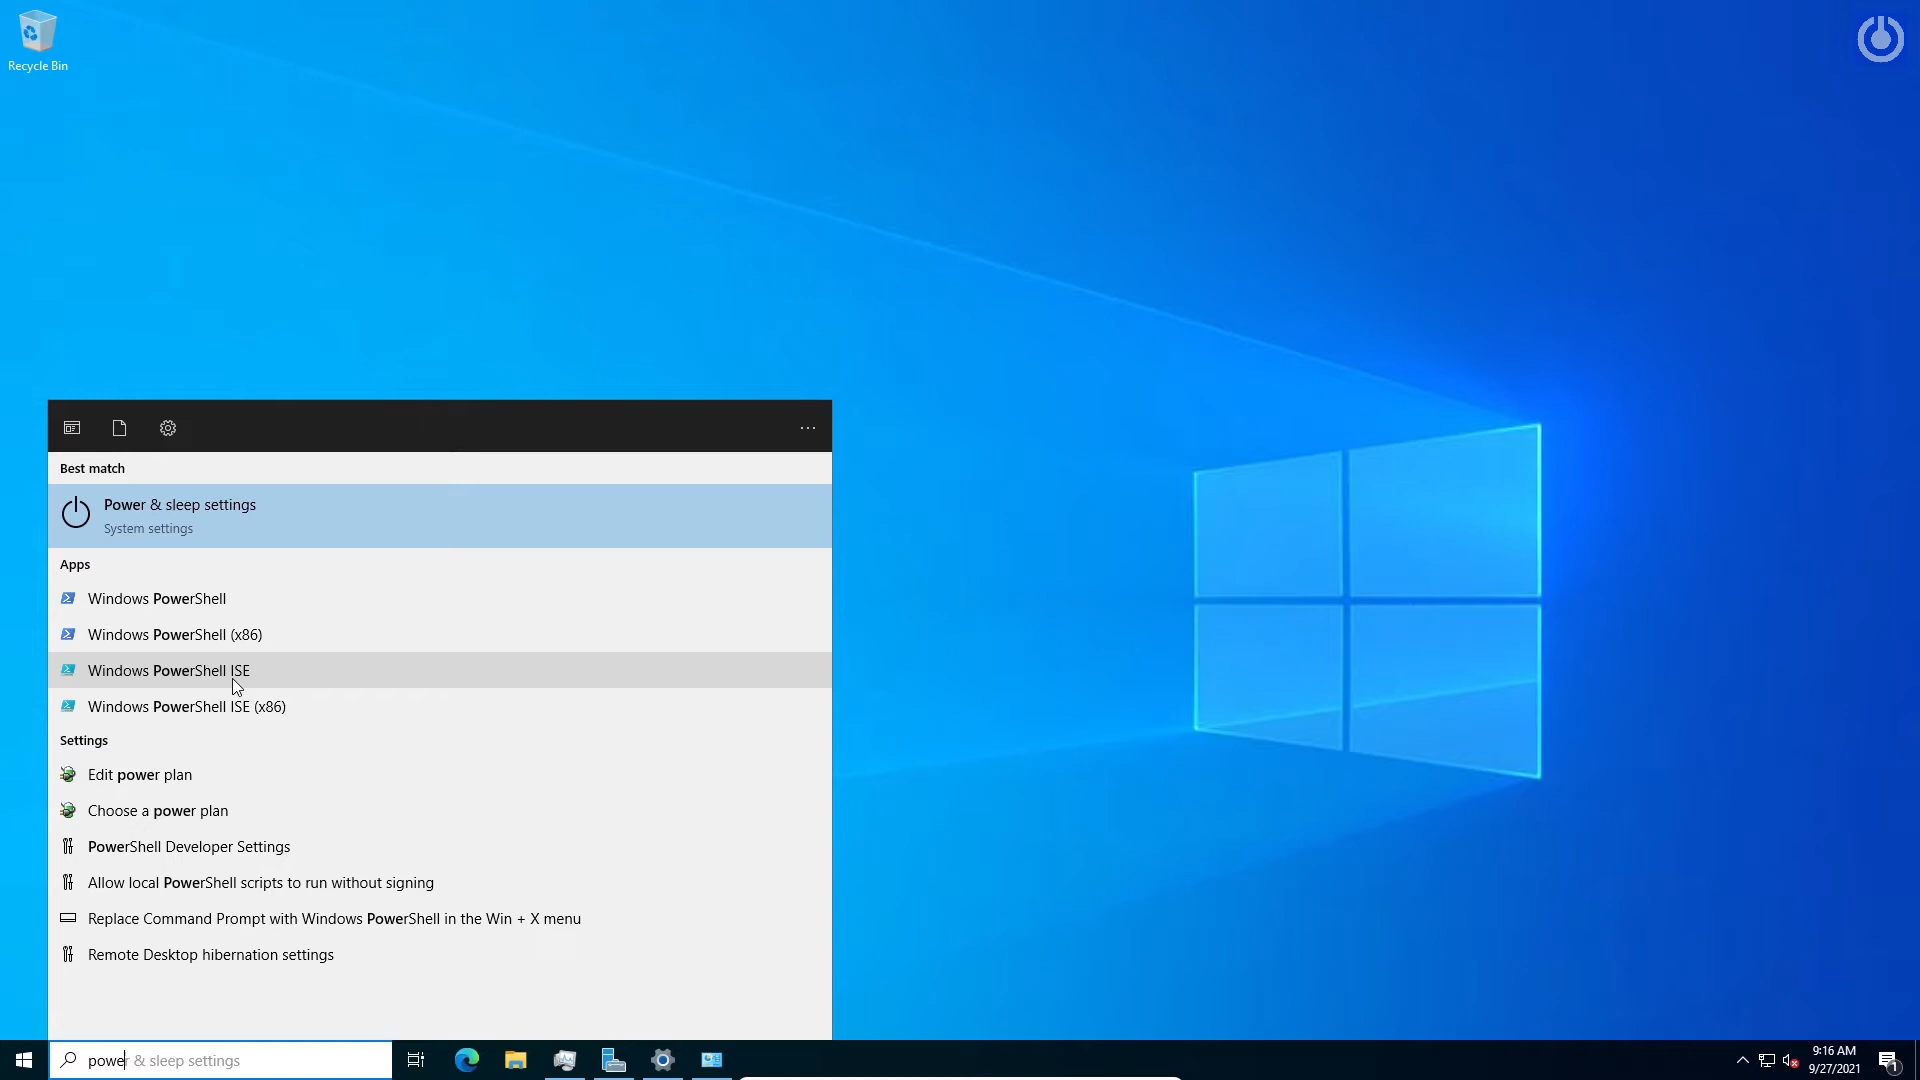 Recycle Bin
Best match
Power & sleep settings
System settings
Apps
Windows PowerShell
Windows PowerShell (x86)
Windows PowerShell ISE
Windows PowerShell ISE (x86)
Settings
Edit power plan
Choose a power plan
PowerShell Developer Settings
Allow local PowerShell scripts to run without signing
Replace Command Prompt with Windows PowerShell in the Win + X menu
Remote Desktop hibernation settings
power & sleep settings
9:16 AM
9/27/2021
1